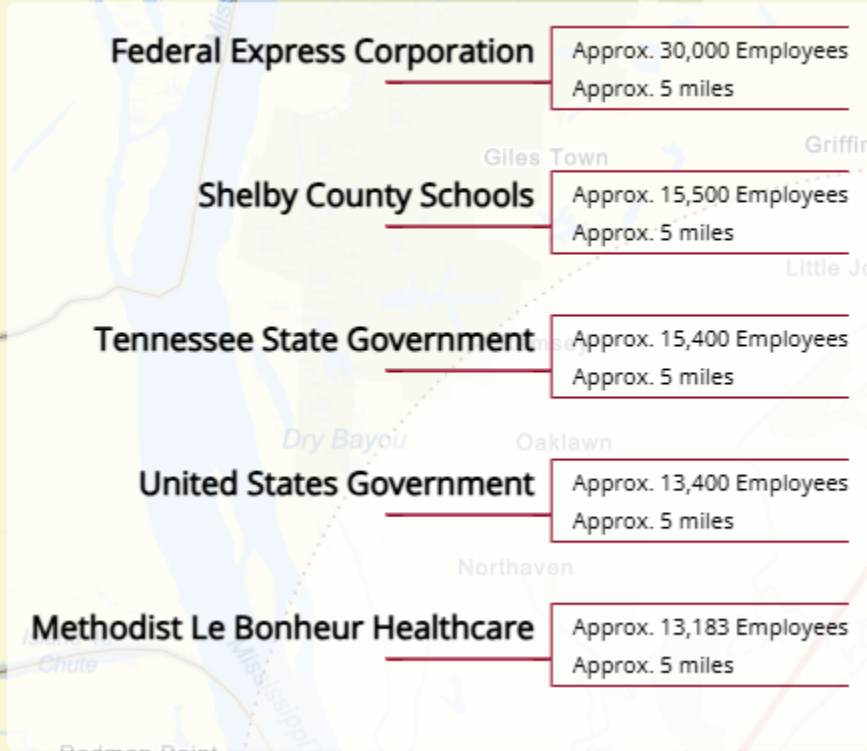 Federal Express Corporation
Approx. 30,000 Employees
Approx. 5 miles
Giles Town
Shelby County Schools
Approx. 15,500 Employees
Approx. 5 miles
Tennessee State Government
Approx. 15,400 Employees
Approx. 5 miles
Dry Bayou
Oaklawn
United States Government
Approx. 13,400 Employees
Approx. 5 miles
Northaven
Methodist Le Bonheur Healthcare
Approx. 13,183 Employees
Approx. 5 miles
Chute
Mississippi